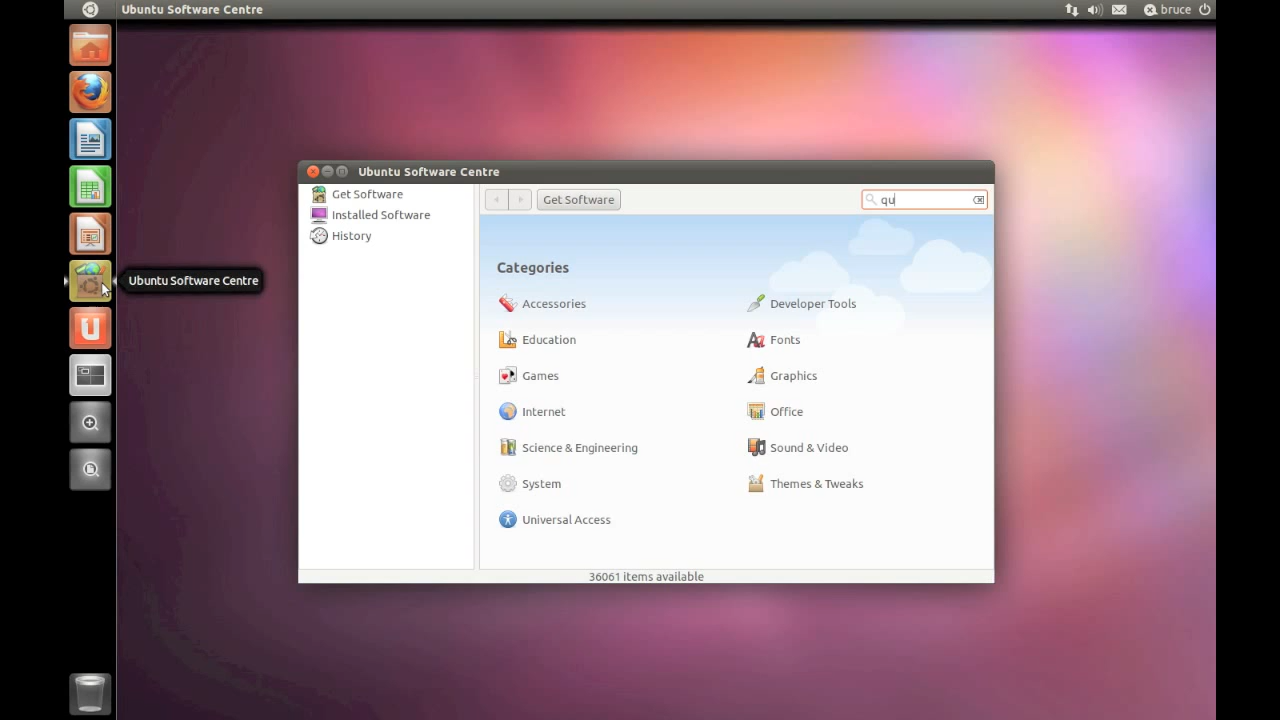 Ubuntu Software Centre
bruce
Ubuntu Software Centre
Get Software
Installed Software
History
Get Software
qu
Categories
Accessories
Developer Tools
Education
Fonts
Games
Graphics
Internet
Office
Science & Engineering
Sound & Video
System
Themes & Tweaks
Universal Access
36061 items available
Ubuntu Software Centre